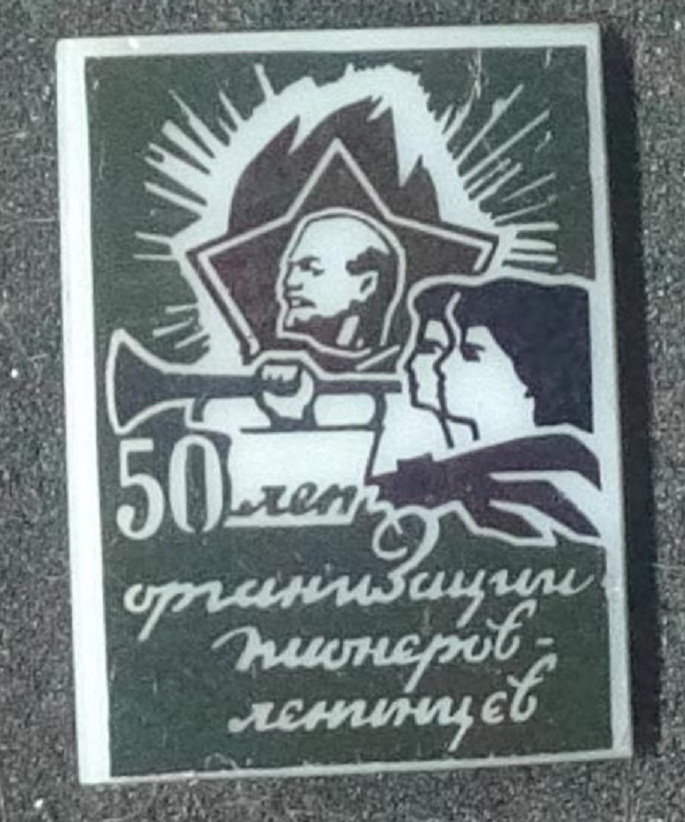 50 лет
организации
пионеров-
ленинцев